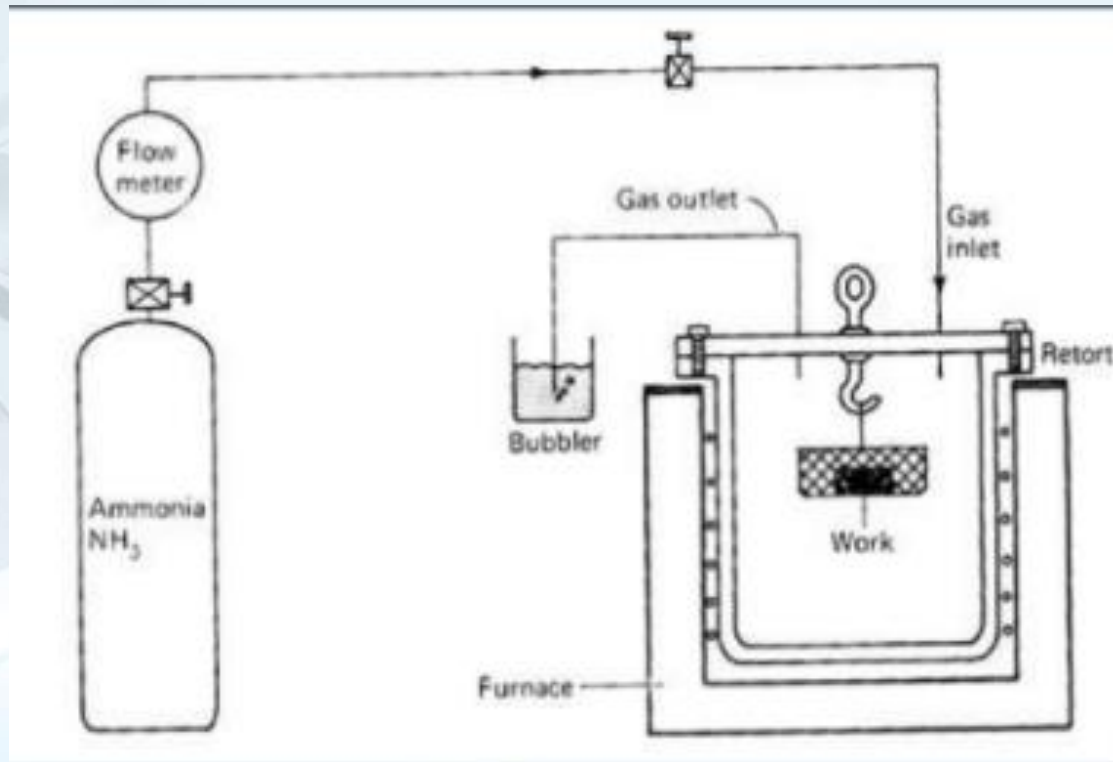 Flow
meter
Gas outlet
Gas
inlet
Retort
Bubbler
Ammonia
NH₃
Work
Furnace